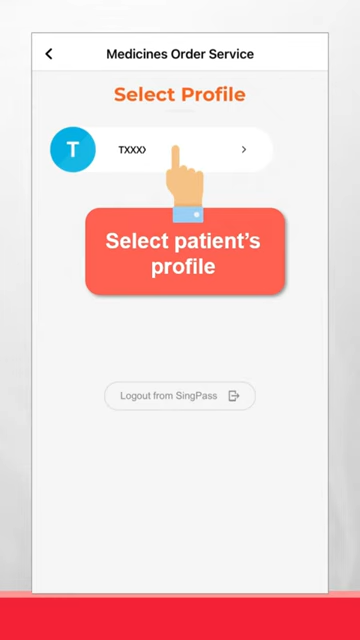 Medicines Order Service
Select Profile
T
TXXX
Select patient's
profile
Logout from SingPass